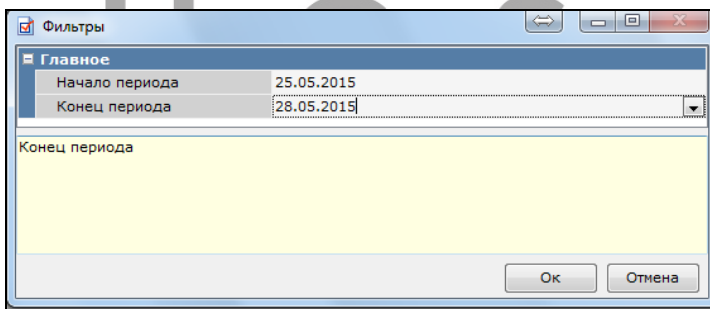 Фильтры
Главное
Начало периода 25.05.2015
Конец периода 28.05.2015
Конец периода
Ок Отмена